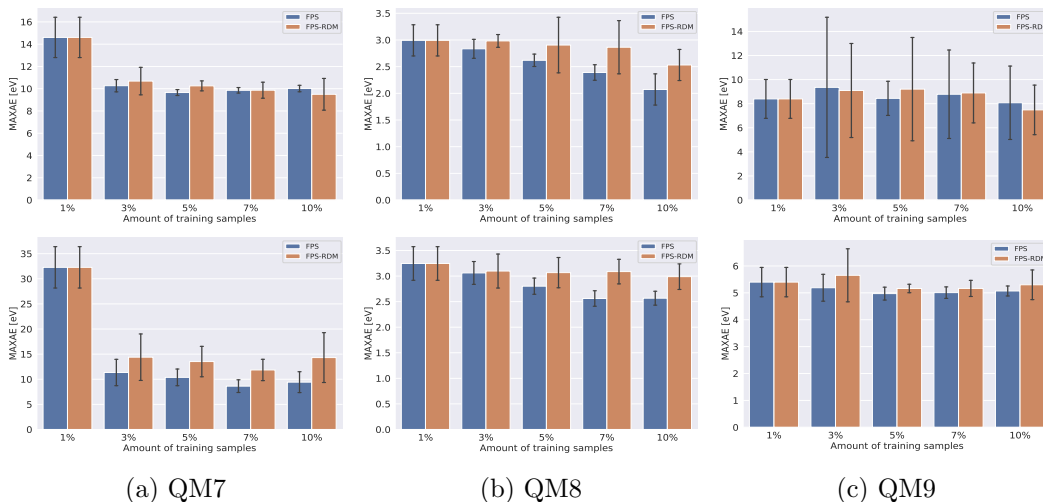 FPS
FPS-RDM
MAXAE [eV]
16
14
12
10
8
6
4
2
0
1% 3% 5% 7% 10%
Amount of training samples
FPS
FPS-RDM
MAXAE [eV]
3.5
3.0
2.5
2.0
1.5
1.0
0.5
0.0
1% 3% 5% 7% 10%
Amount of training samples
FPS
FPS-RDM
MAXAE [eV]
14
12
10
8
6
4
2
0
1% 3% 5% 7% 10%
Amount of training samples
FPS
FPS-RDM
MAXAE [eV]
35
30
25
20
15
10
5
0
1% 3% 5% 7% 10%
Amount of training samples
FPS
FPS-RDM
MAXAE [eV]
3.5
3.0
2.5
2.0
1.5
1.0
0.5
0.0
1% 3% 5% 7% 10%
Amount of training samples
FPS
FPS-RDM
MAXAE [eV]
6
5
4
3
2
1
0
1% 3% 5% 7% 10%
Amount of training samples
(a) QM7 (b) QM8 (c) QM9